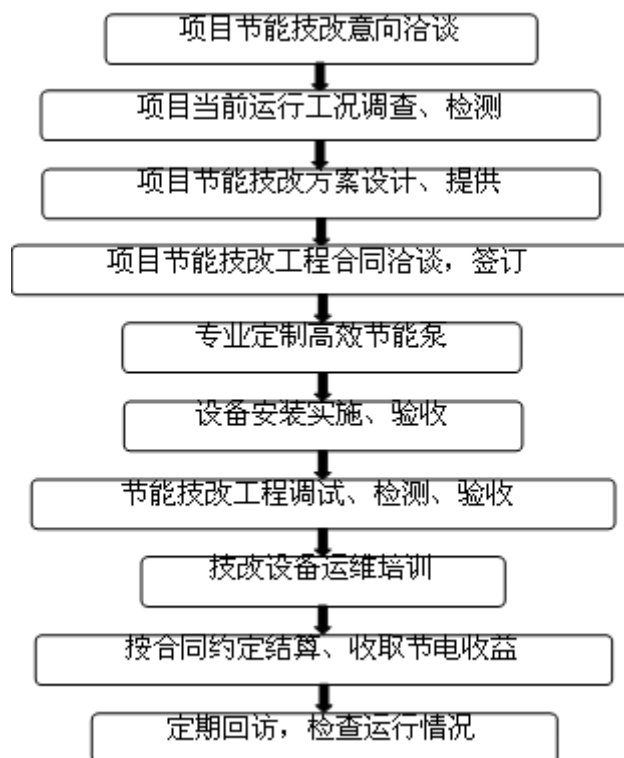 项目节能技改意向洽谈
项目当前运行工况调查、检测
项目节能技改方案设计、提供
项目节能技改工程合同洽谈，签订
专业定制高效节能泵
设备安装实施、验收
节能技改工程调试、检测、验收
技改设备运维培训
按合同约定结算、收取节电收益
定期回访，检查运行情况